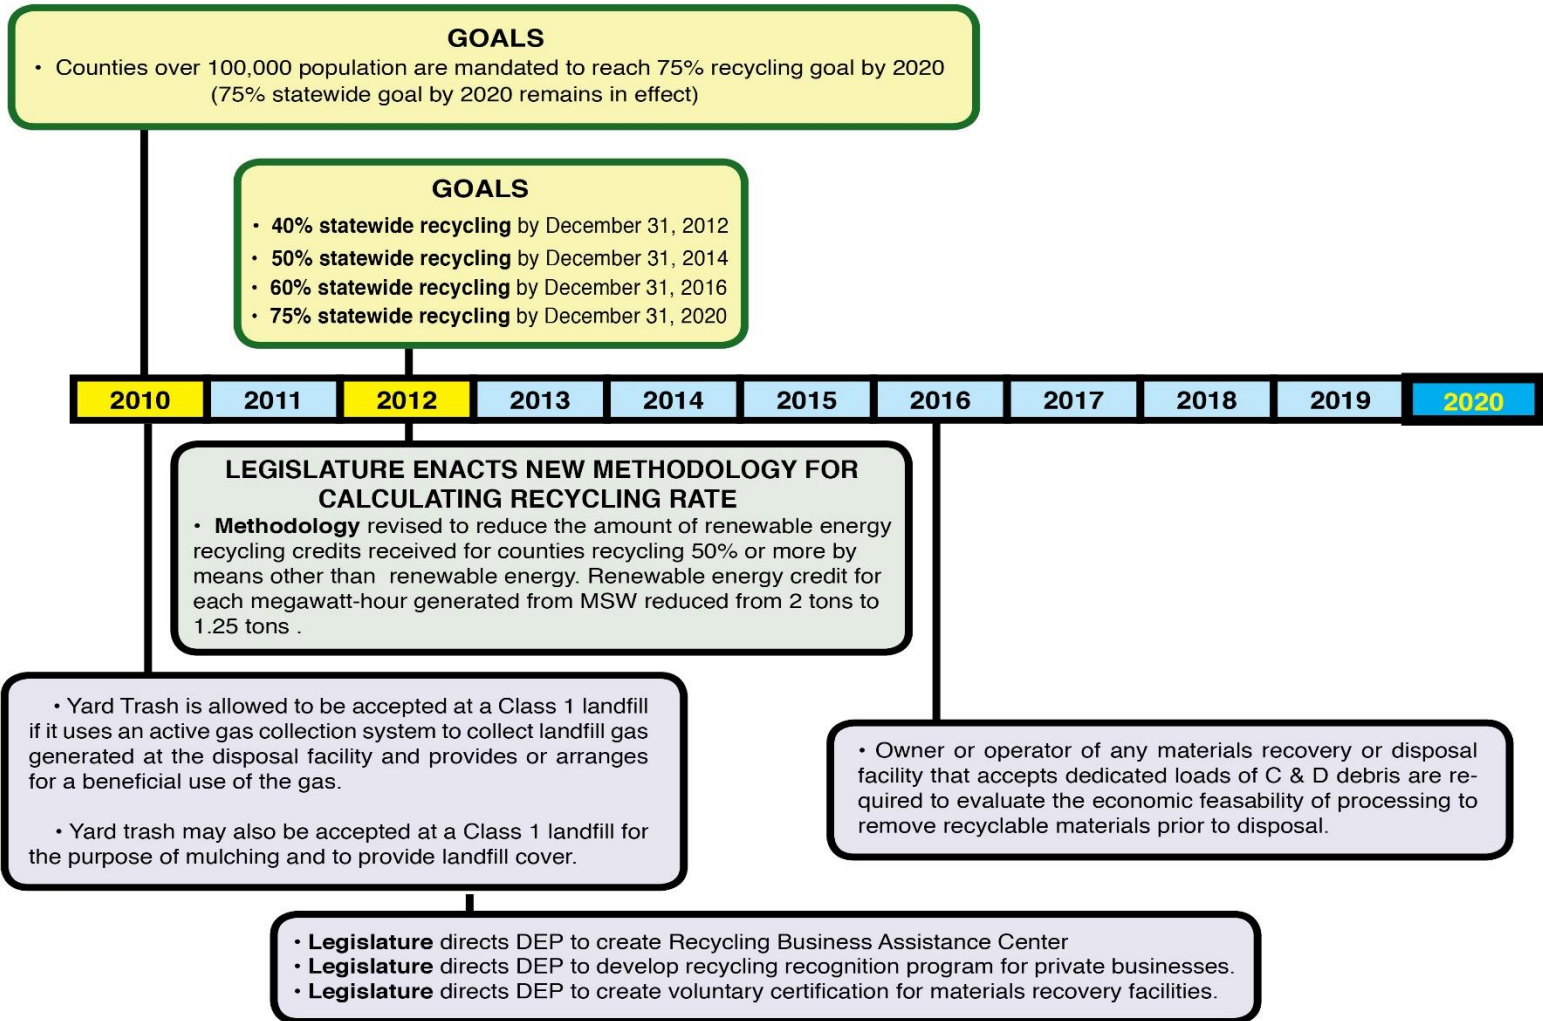 GOALS
• Counties over 100,000 population are mandated to reach 75% recycling goal by 2020
(75% statewide goal by 2020 remains in effect)
GOALS
• 40% statewide recycling by December 31, 2012
• 50% statewide recycling by December 31, 2014
• 60% statewide recycling by December 31, 2016
• 75% statewide recycling by December 31, 2020
2010 2011 2012 2013 2014 2015 2016 2017 2018 2019 2020
LEGISLATURE ENACTS NEW METHODOLOGY FOR
CALCULATING RECYCLING RATE
• Methodology revised to reduce the amount of renewable energy
recycling credits received for counties recycling 50% or more by
means other than renewable energy. Renewable energy credit for
each megawatt-hour generated from MSW reduced from 2 tons to
1.25 tons .
• Yard Trash is allowed to be accepted at a Class 1 landfill
if it uses an active gas collection system to collect landfill gas
generated at the disposal facility and provides or arranges
for a beneficial use of the gas.
• Yard trash may also be accepted at a Class 1 landfill for
the purpose of mulching and to provide landfill cover.
• Owner or operator of any materials recovery or disposal
facility that accepts dedicated loads of C & D debris are re-
quired to evaluate the economic feasability of processing to
remove recyclable materials prior to disposal.
• Legislature directs DEP to create Recycling Business Assistance Center
• Legislature directs DEP to develop recycling recognition program for private businesses.
• Legislature directs DEP to create voluntary certification for materials recovery facilities.